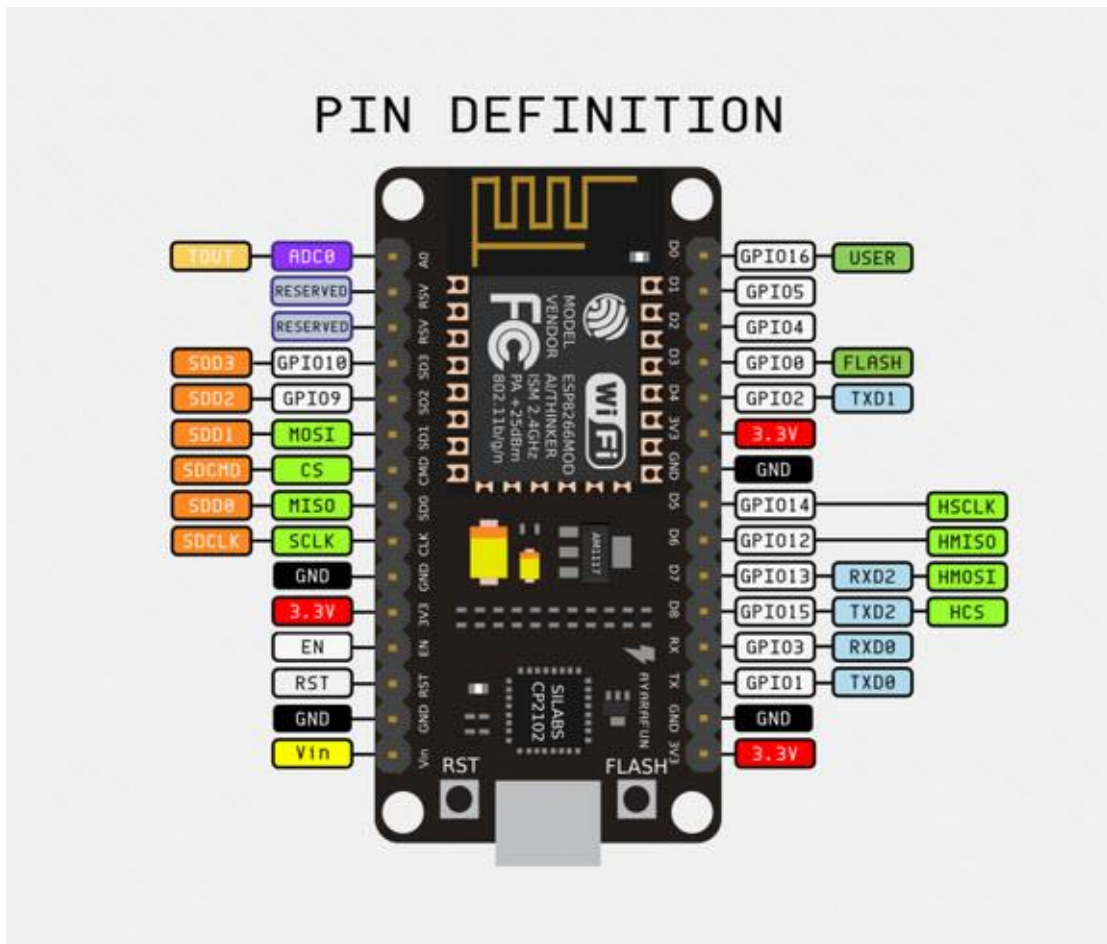 PIN DEFINITION
TOUT ADC0 A0 D0 GPIO16 USER
RESERVED RSV D1 GPIO5
RESERVED RSV D2 GPIO4
SDD3 GPIO10 SD3 D3 GPIO0 FLASH
SDD2 GPIO9 SD2 D4 GPIO2 TXD1
SDD1 MOSI SD1 3V3 3.3V
SDCMD CS CMD GND GND
SDD0 MISO SD0 D5 GPIO14 HSCLK
SDCLK SCLK CLK D6 GPIO12 HMISO
GND GND D7 GPIO13 RXD2 HMOSI
3.3V 3V3 D8 GPIO15 TXD2 HCS
EN EN RX GPIO3 RXD0
RST RST TX GPIO1 TXD0
GND GND GND GND
Vin Vin 3V3 3.3V
MODEL ESP8266MOD
VENDOR AI/THINKER
ISM 2.4GHz
PA +25dBm
802.11b/g/n
FC
WiFi
AM1117
SILABS
CP2102
AYARAFUN
RST
FLASH